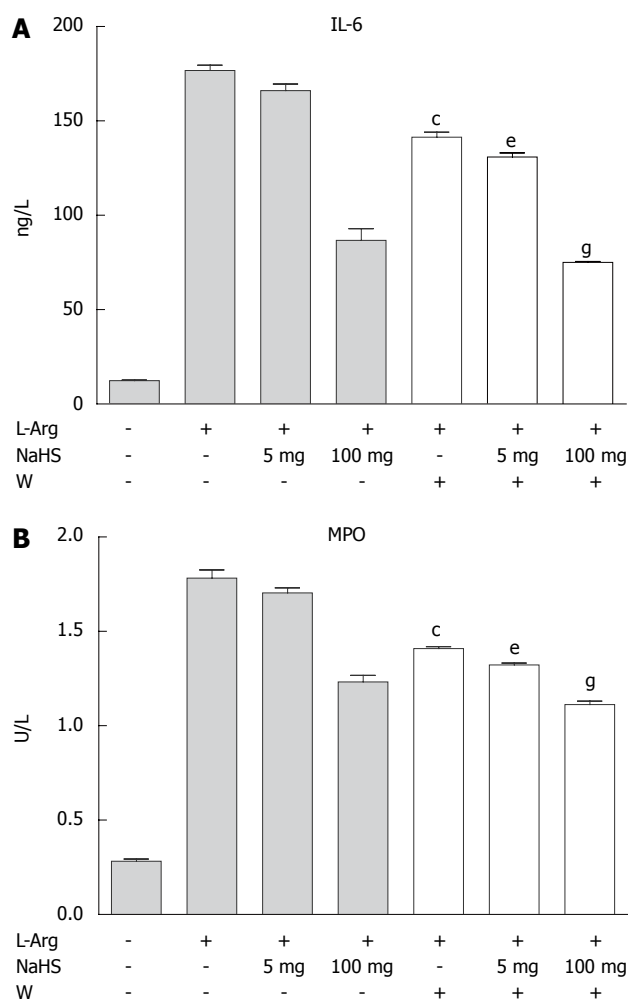 A
IL-6
200
150
100
50
0
ng/L
c
e
g
L-Arg - + + + + + +
NaHS - - 5 mg 100 mg - 5 mg 100 mg
W - - - - + + +
B
MPO
2.0
1.5
1.0
0.5
0.0
U/L
c
e
g
L-Arg - + + + + + +
NaHS - - 5 mg 100 mg - 5 mg 100 mg
W - - - - + + +